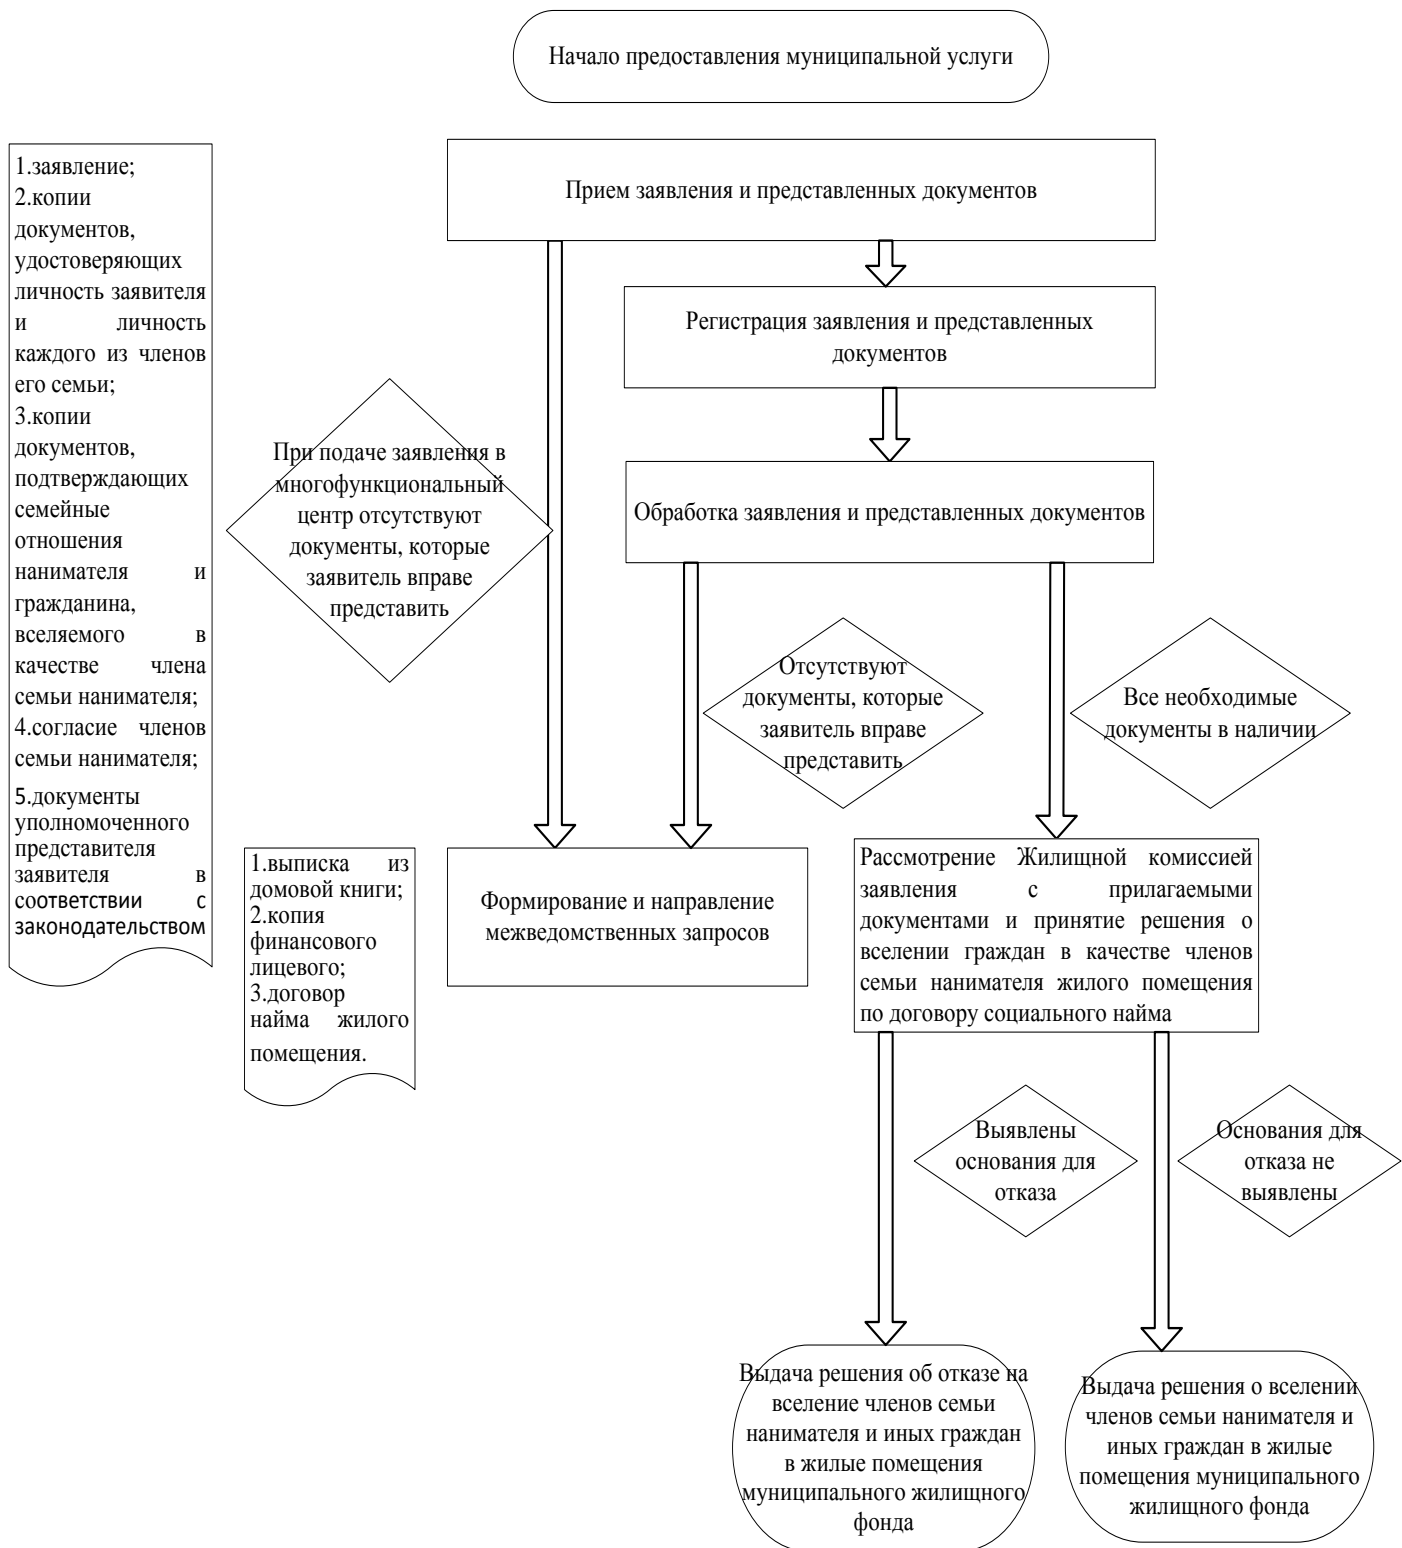 Начало предоставления муниципальной услуги
Прием заявления и представленных документов
1.заявление;
2.копии
документов,
удостоверяющих
личность заявителя
и личность
каждого из членов
его семьи;
3.копии
документов,
подтверждающих
семейные
отношения
нанимателя и
гражданина,
вселяемого в
качестве члена
семьи нанимателя;
4.согласие членов
семьи нанимателя;
5.документы
уполномоченного
представителя
заявителя в
соответствии с
законодательством
Регистрация заявления и представленных
документов
При подаче заявления в
многофункциональный
центр отсутствуют
документы, которые
заявитель вправе
представить
Обработка заявления и представленных документов
Отсутствуют
документы, которые
заявитель вправе
представить
Все необходимые
документы в наличии
1.выписка из
домовой книги;
2.копия
финансового
лицевого;
3.договор
найма жилого
помещения.
Формирование и направление
межведомственных запросов
Рассмотрение Жилищной комиссией
заявления с прилагаемыми
документами и принятие решения о
вселении граждан в качестве членов
семьи нанимателя жилого помещения
по договору социального найма
Выявлены
основания для
отказа
Основания для
отказа не
выявлены
Выдача решения об отказе на
вселение членов семьи
нанимателя и иных граждан
в жилые помещения
муниципального жилищного
фонда
Выдача решения о вселении
членов семьи нанимателя и
иных граждан в жилые
помещения муниципального
жилищного фонда